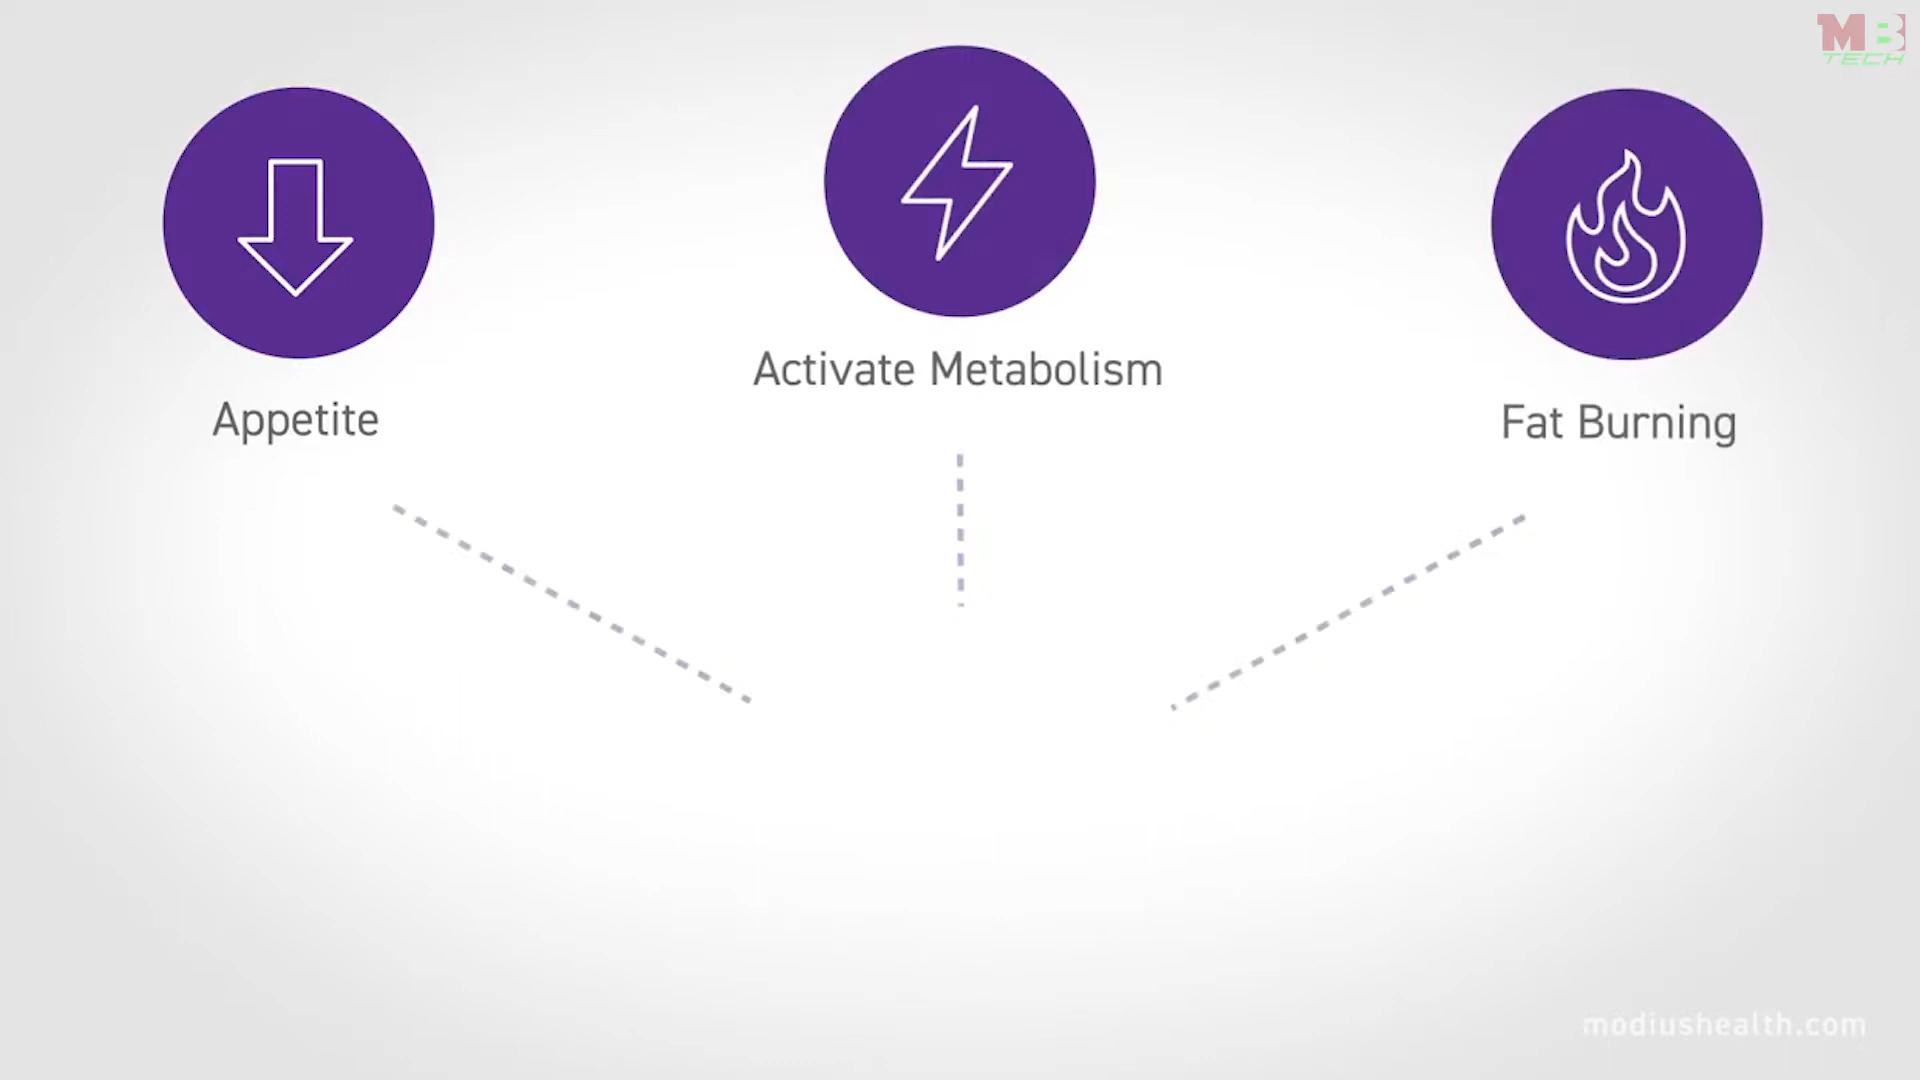 MB
TECH
Activate Metabolism
Appetite
Fat Burning
modiushealth.com